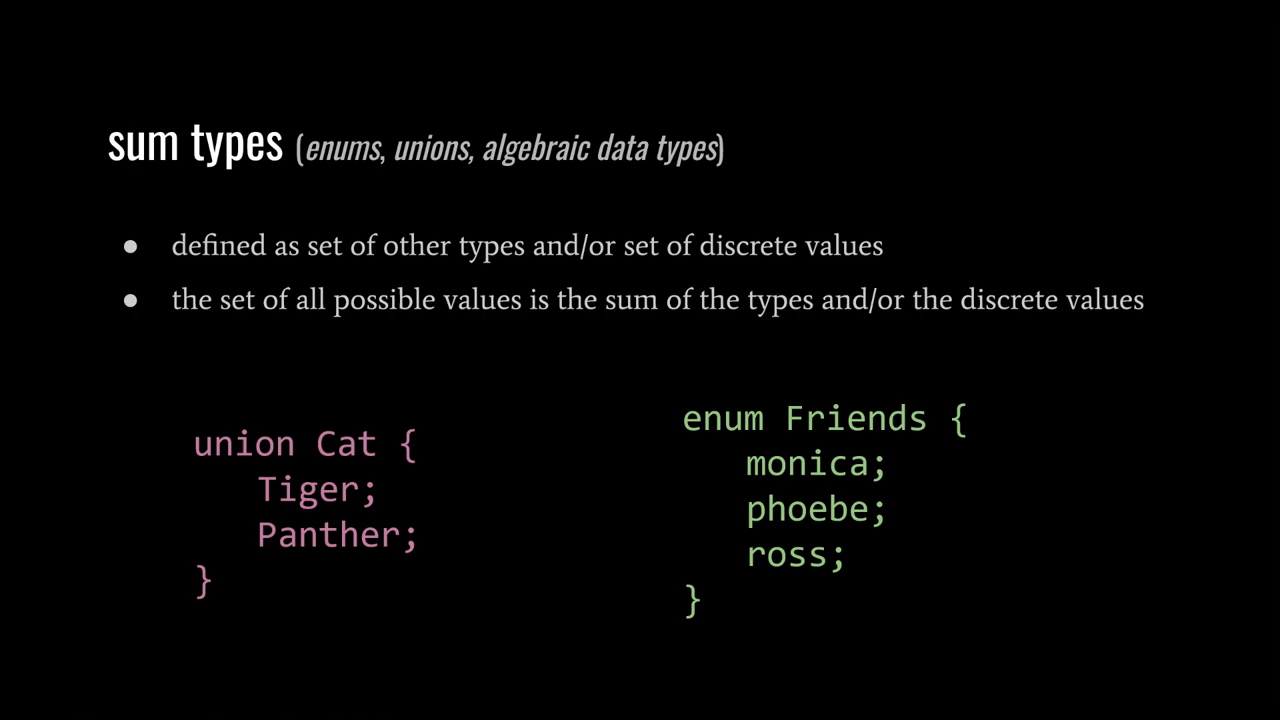 sum types (enums, unions, algebraic data types)
● defined as set of other types and/or set of discrete values
● the set of all possible values is the sum of the types and/or the discrete values
union Cat {
Tiger;
Panther;
}
enum Friends {
monica;
phoebe;
ross;
}